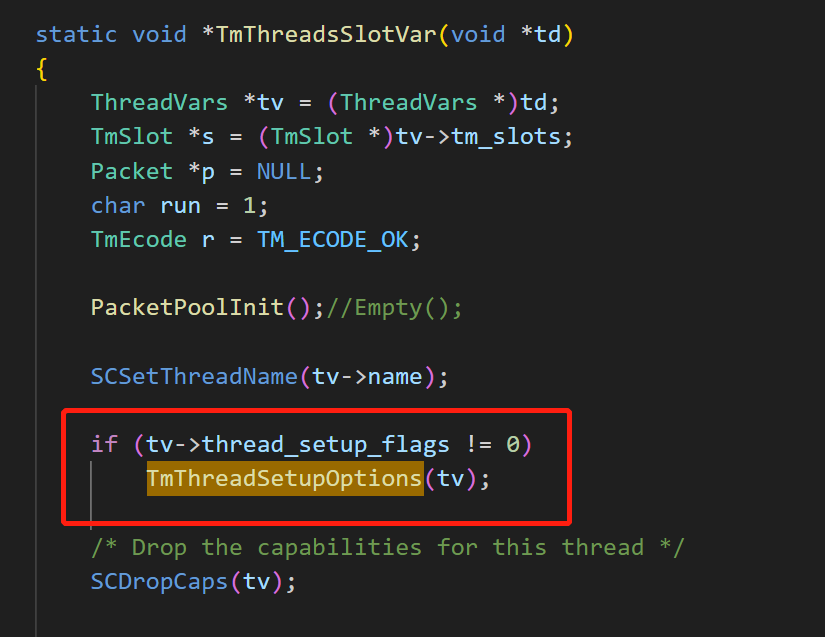 static void *TmThreadsSlotVar(void *td)
{
    ThreadVars *tv = (ThreadVars *)td;
    TmSlot *s = (TmSlot *)tv->tm_slots;
    Packet *p = NULL;
    char run = 1;
    TmEcode r = TM_ECODE_OK;

    PacketPoolInit();//Empty();

    SCSetThreadName(tv->name);

    if (tv->thread_setup_flags != 0)
        TmThreadSetupOptions(tv);

    /* Drop the capabilities for this thread */
    SCDropCaps(tv);